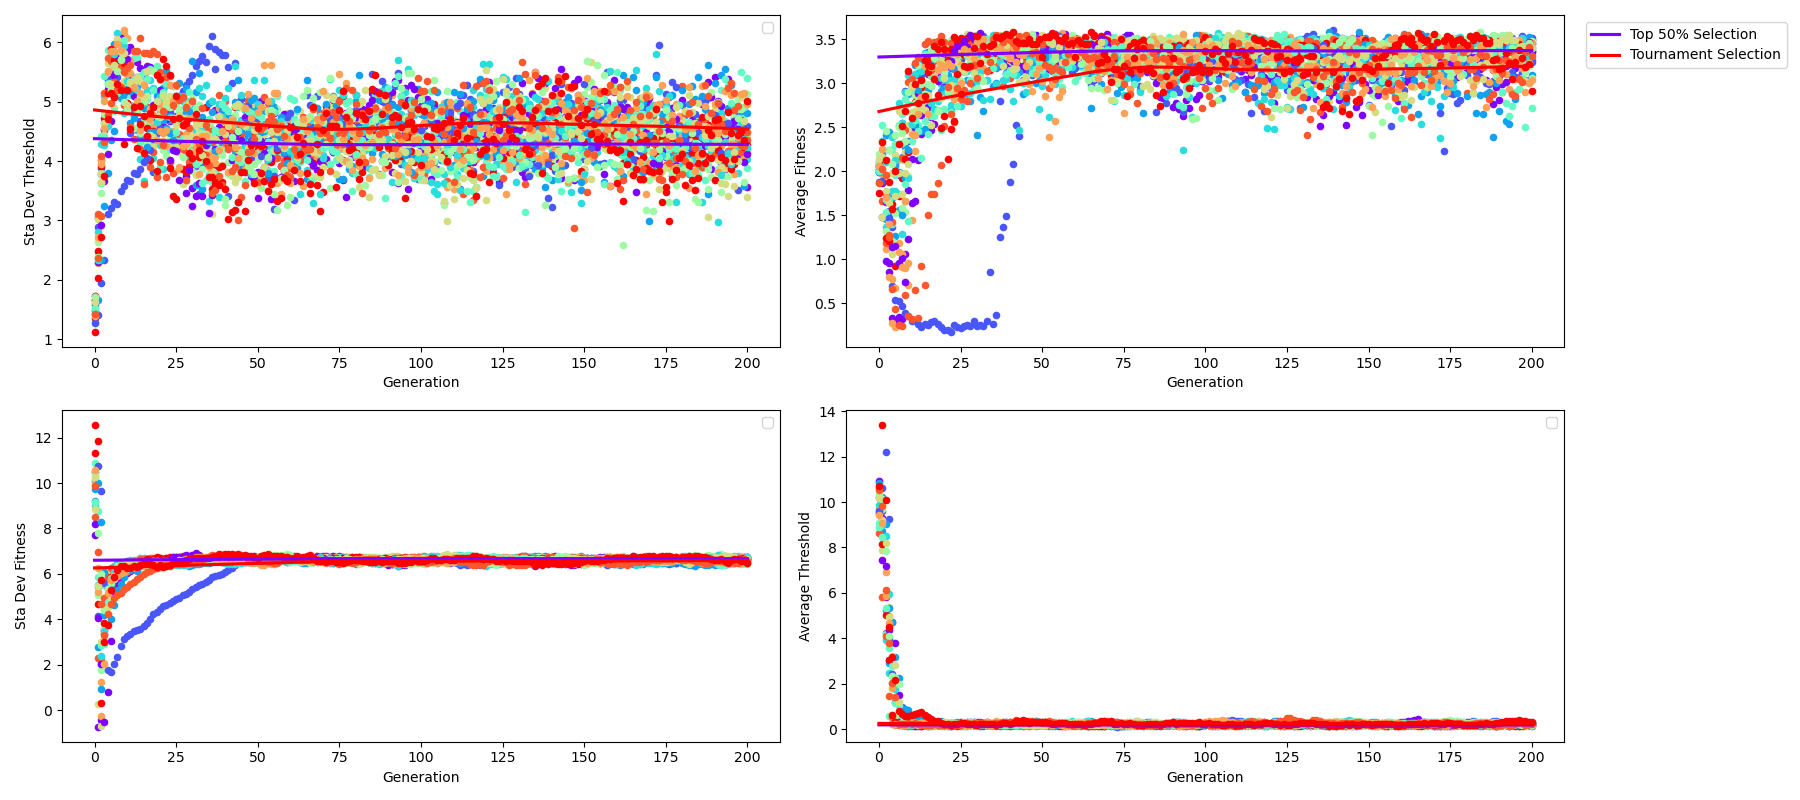 6
5
4
3
2
1
Sta Dev Threshold
0 25 50 75 100 125 150 175 200
Generation
3.5
3.0
2.5
2.0
1.5
1.0
0.5
Average Fitness
0 25 50 75 100 125 150 175 200
Generation
Top 50% Selection
Tournament Selection
12
10
8
6
4
2
0
Sta Dev Fitness
0 25 50 75 100 125 150 175 200
Generation
14
12
10
8
6
4
2
0
Average Threshold
0 25 50 75 100 125 150 175 200
Generation